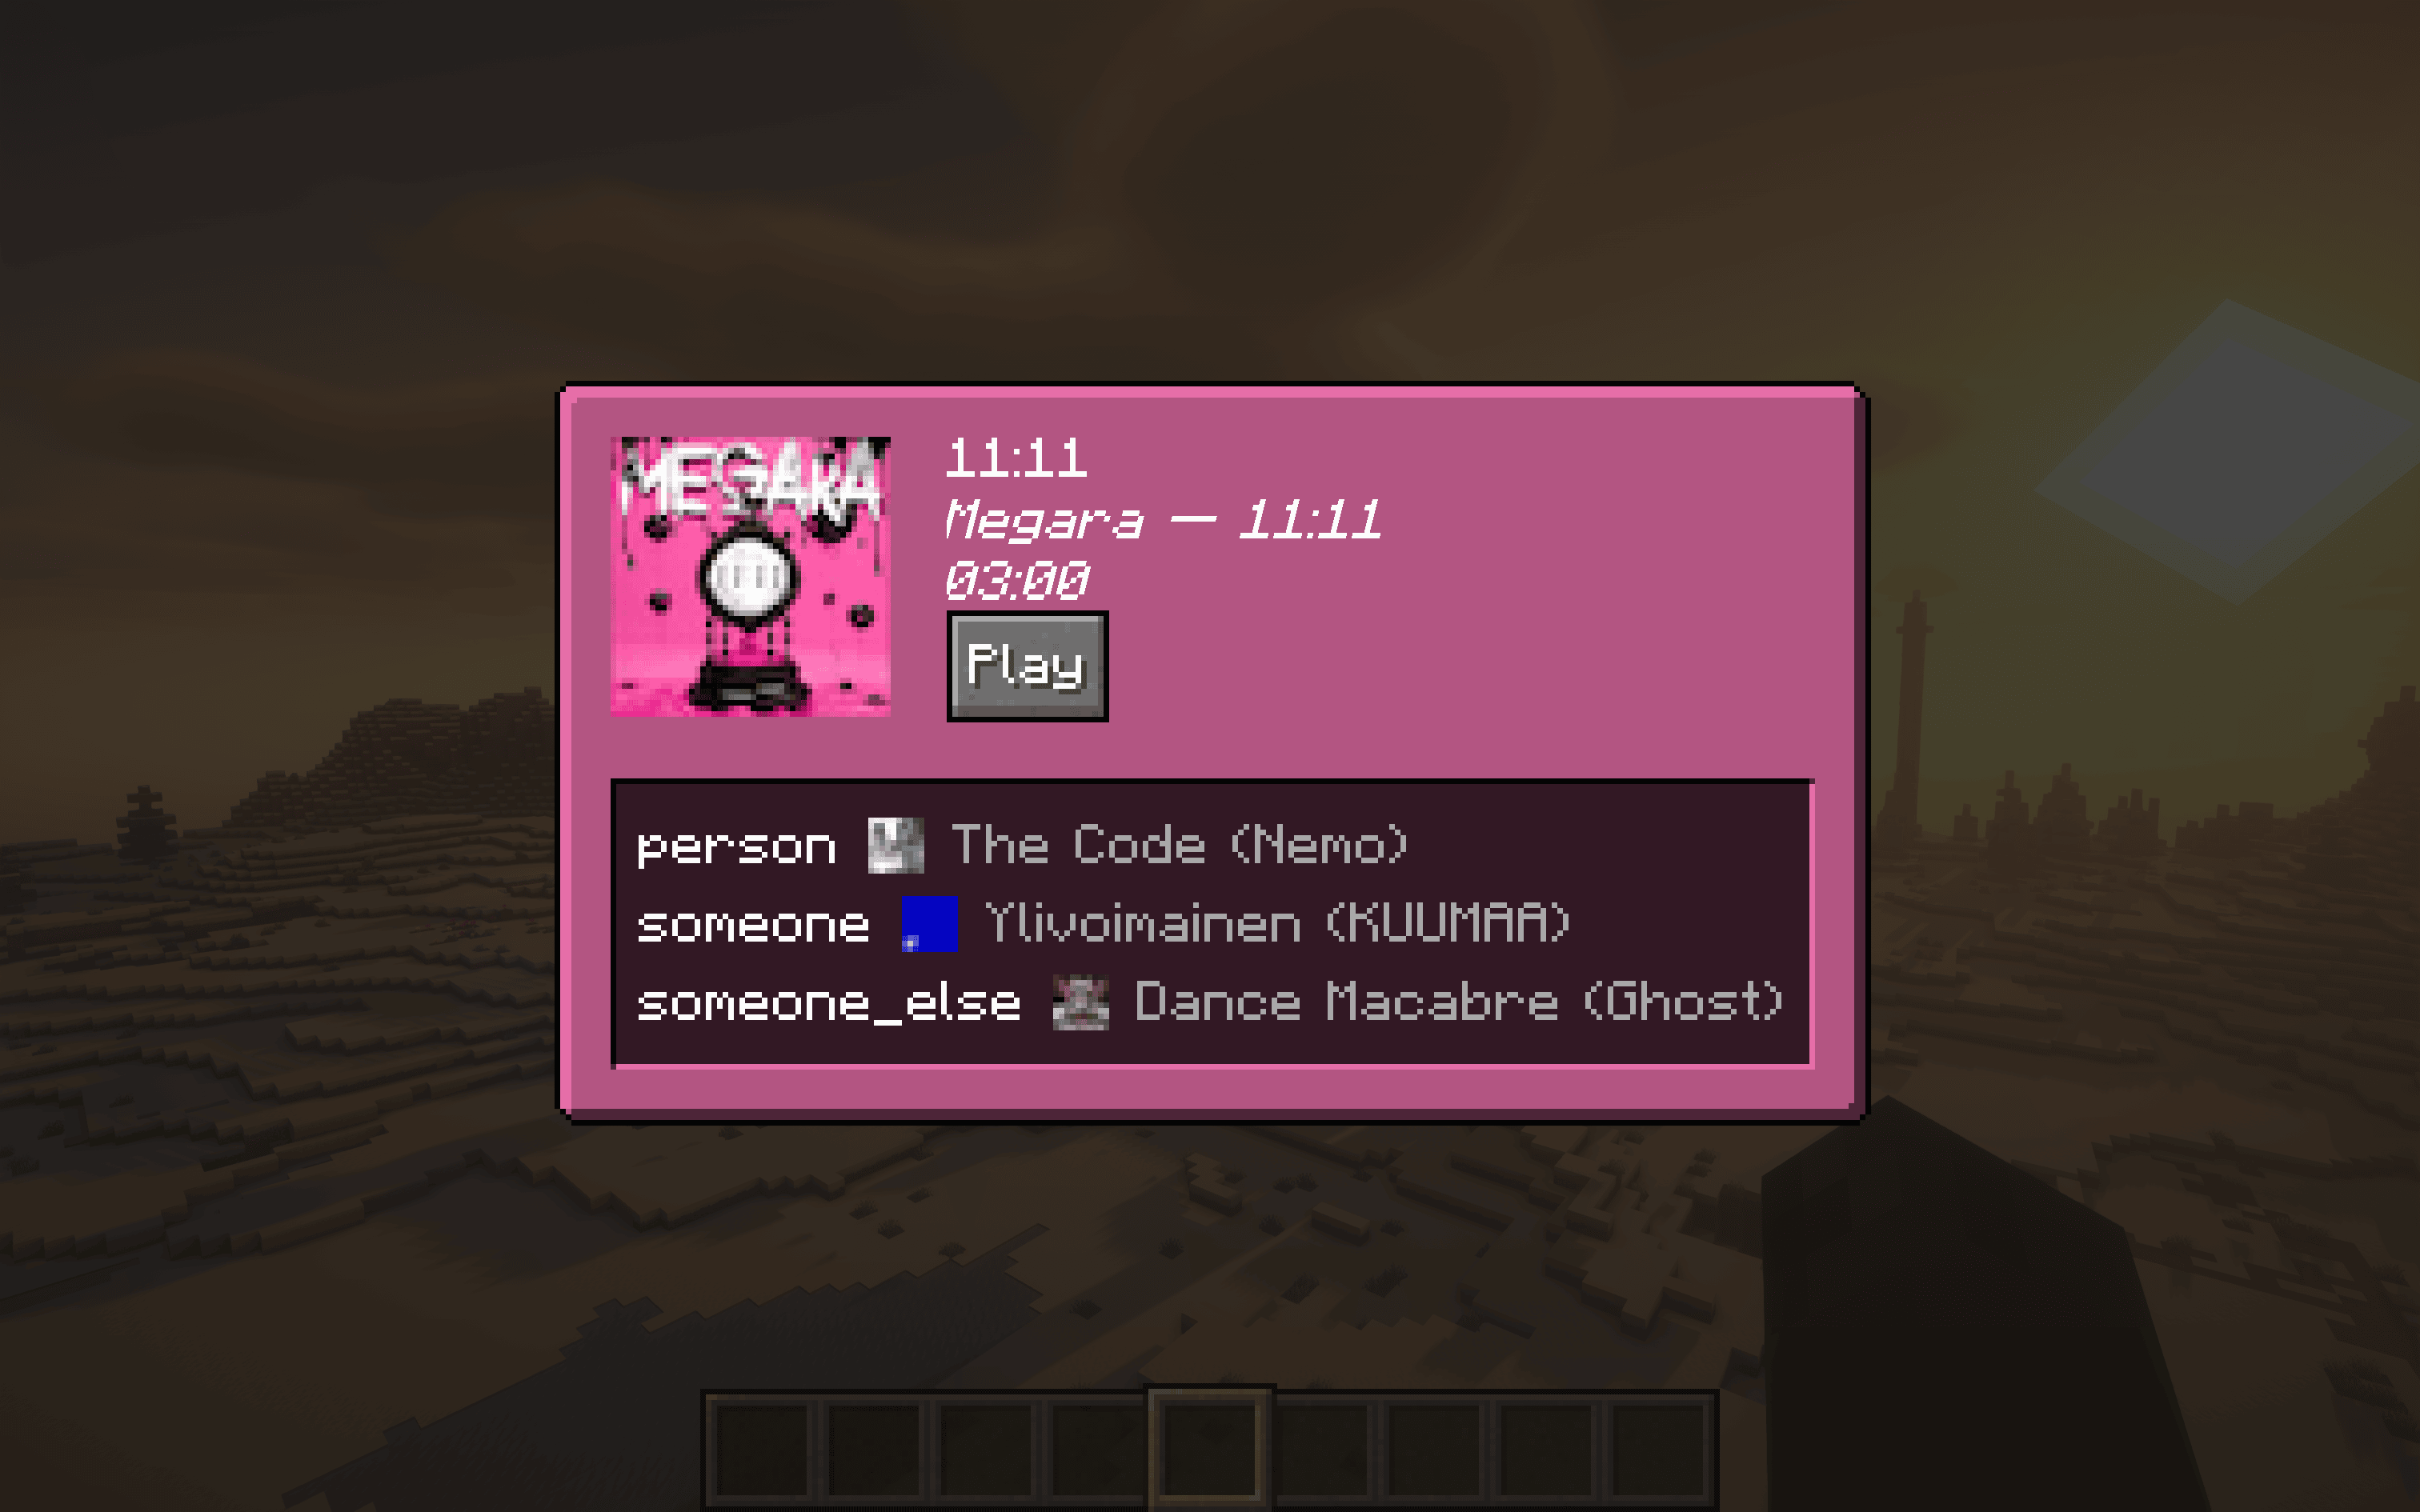 MEGARA
11:11
Megara — 11:11
03:00
Play
person The Code (Nemo)
someone Ylivoimainen (KUUMAA)
someone_else Dance Macabre (Ghost)